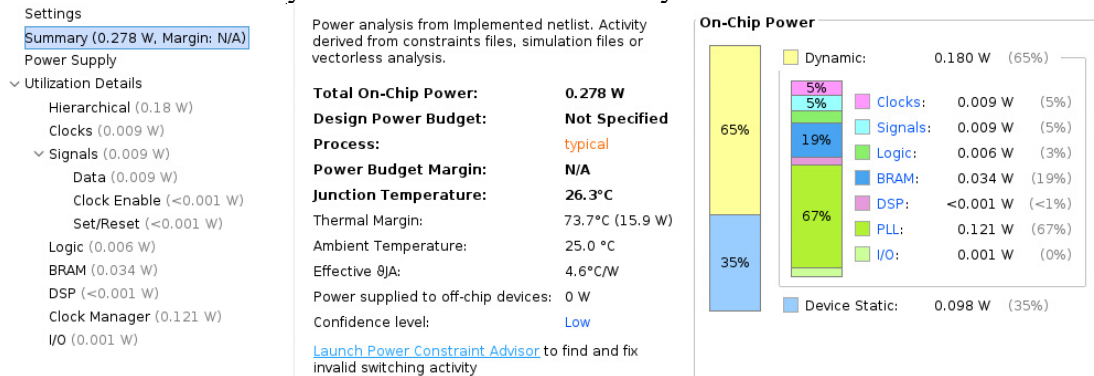 Settings
Summary (0.278 W, Margin: N/A)
Power Supply
Utilization Details
Hierarchical (0.18 W)
Clocks (0.009 W)
Signals (0.009 W)
Data (0.009 W)
Clock Enable (<0.001 W)
Set/Reset (<0.001 W)
Logic (0.006 W)
BRAM (0.034 W)
DSP (<0.001 W)
Clock Manager (0.121 W)
I/O (0.001 W)
Power analysis from Implemented netlist. Activity
derived from constraints files, simulation files or
vectorless analysis.
Total On-Chip Power: 0.278 W
Design Power Budget: Not Specified
Process: typical
Power Budget Margin: N/A
Junction Temperature: 26.3°C
Thermal Margin: 73.7°C (15.9 W)
Ambient Temperature: 25.0 °C
Effective ϑJA: 4.6°C/W
Power supplied to off-chip devices: 0 W
Confidence level: Low
Launch Power Constraint Advisor to find and fix
invalid switching activity
On-Chip Power
65%
35%
Dynamic: 0.180 W (65%)
5%
5%
19%
67%
Clocks: 0.009 W (5%)
Signals: 0.009 W (5%)
Logic: 0.006 W (3%)
BRAM: 0.034 W (19%)
DSP: <0.001 W (<1%)
PLL: 0.121 W (67%)
I/O: 0.001 W (0%)
Device Static: 0.098 W (35%)